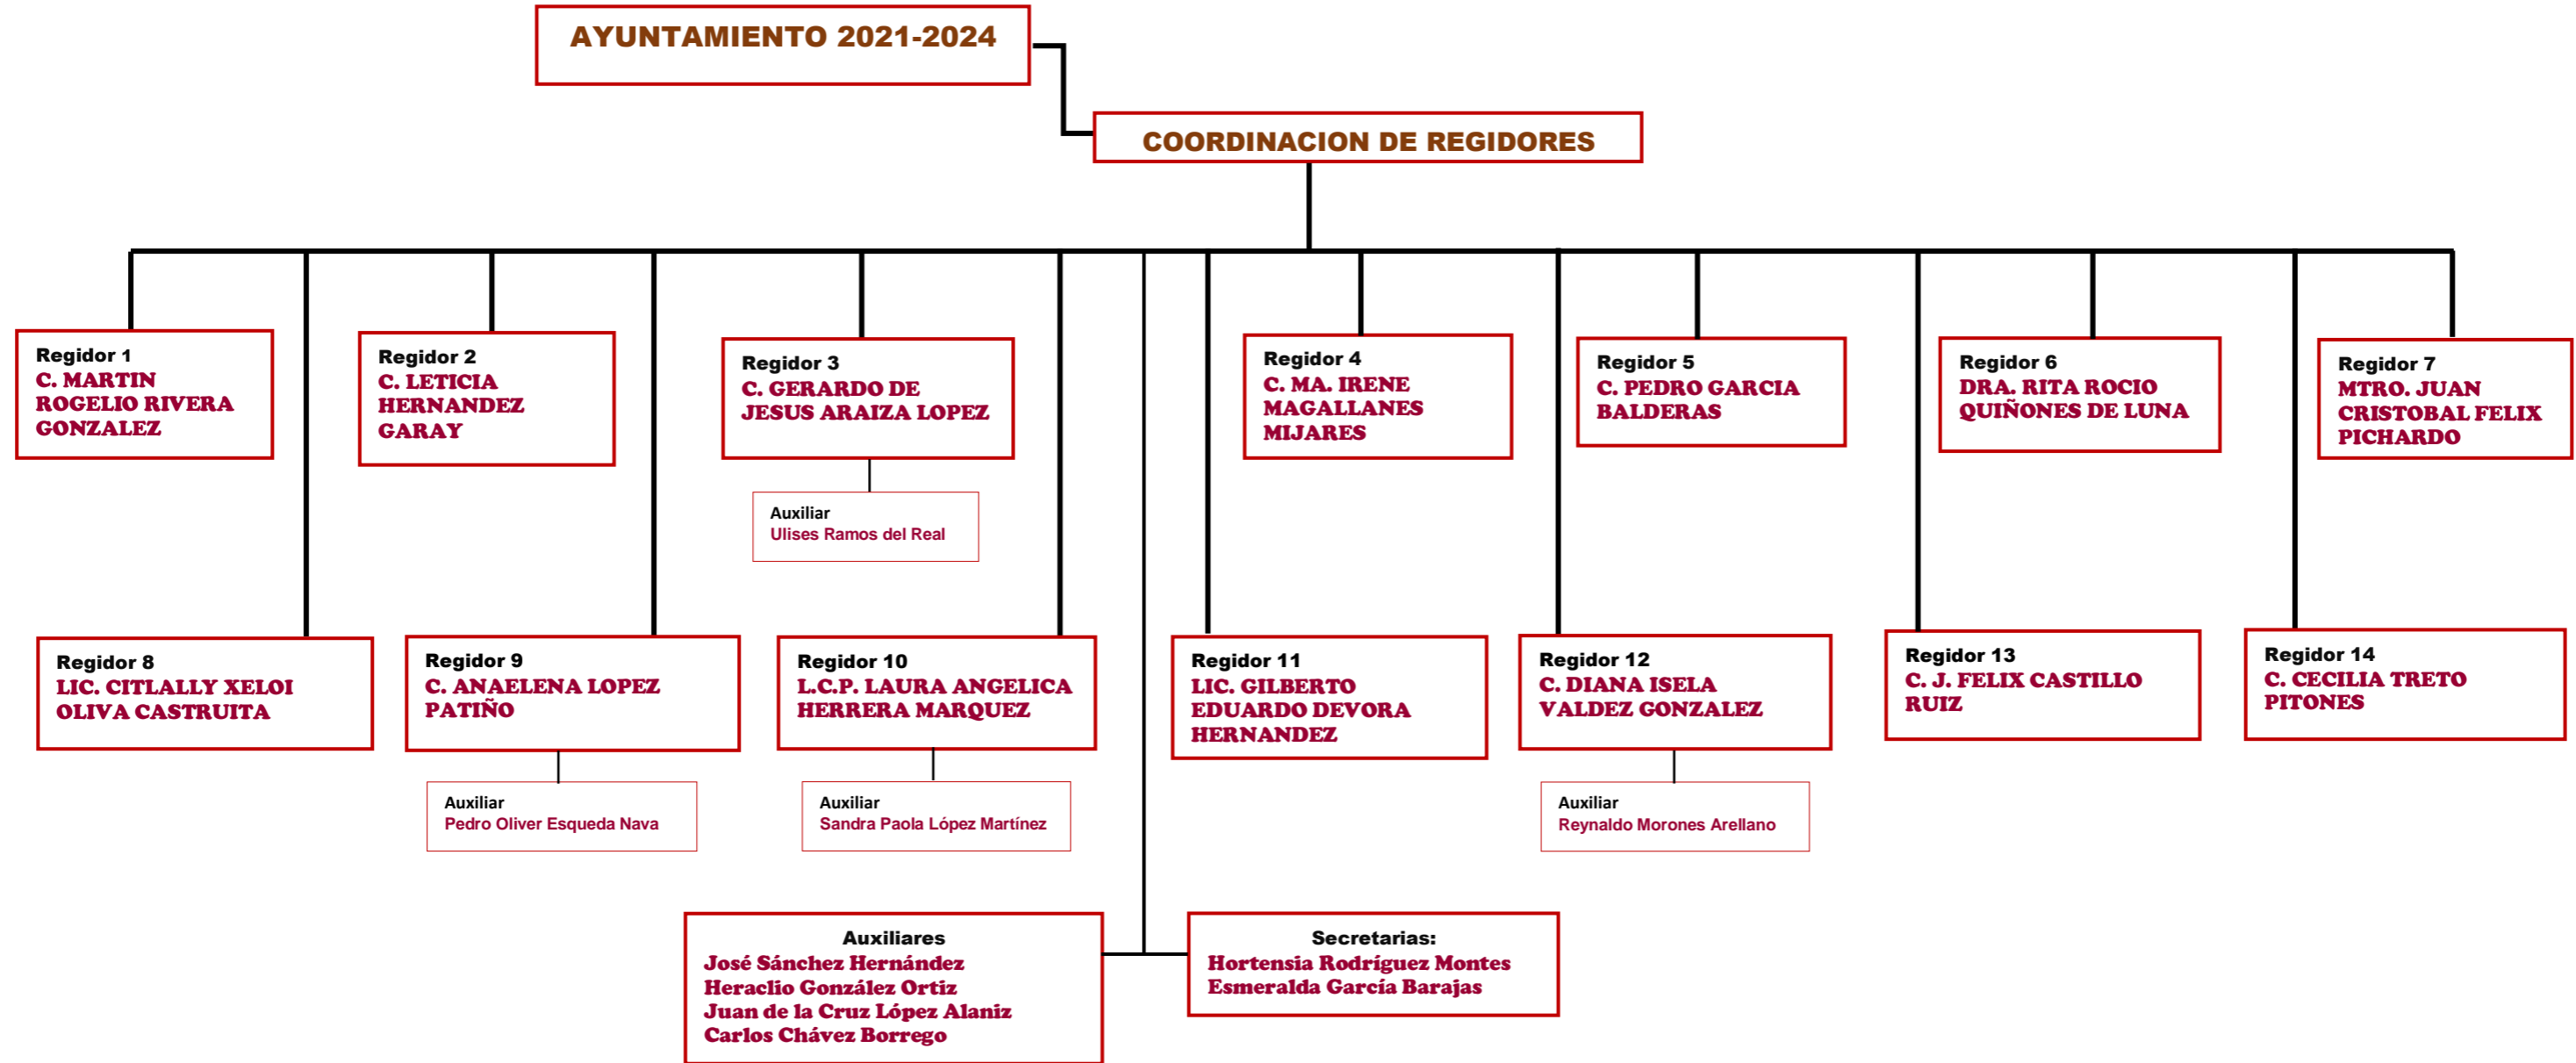 AYUNTAMIENTO 2021-2024
COORDINACION DE REGIDORES
Regidor 1
C. MARTIN
ROGELIO RIVERA
GONZALEZ
Regidor 2
C. LETICIA
HERNANDEZ
GARAY
Regidor 3
C. GERARDO DE
JESUS ARAIZA LOPEZ
Auxiliar
Ulises Ramos del Real
Regidor 4
C. MA. IRENE
MAGALLANES
MIJARES
Regidor 5
C. PEDRO GARCIA
BALDERAS
Regidor 6
DRA. RITA ROCIO
QUIÑONES DE LUNA
Regidor 7
MTRO. JUAN
CRISTOBAL FELIX
PICHARDO
Regidor 8
LIC. CITLALLY XELOI
OLIVA CASTRUITA
Regidor 9
C. ANAELENA LOPEZ
PATIÑO
Auxiliar
Pedro Oliver Esqueda Nava
Regidor 10
L.C.P. LAURA ANGELICA
HERRERA MARQUEZ
Auxiliar
Sandra Paola López Martínez
Regidor 11
LIC. GILBERTO
EDUARDO DEVORA
HERNANDEZ
Regidor 12
C. DIANA ISELA
VALDEZ GONZALEZ
Auxiliar
Reynaldo Morones Arellano
Regidor 13
C. J. FELIX CASTILLO
RUIZ
Regidor 14
C. CECILIA TRETO
PITONES
Auxiliares
José Sánchez Hernández
Heraclio González Ortiz
Juan de la Cruz López Alaniz
Carlos Chávez Borrego
Secretarias:
Hortensia Rodríguez Montes
Esmeralda García Barajas